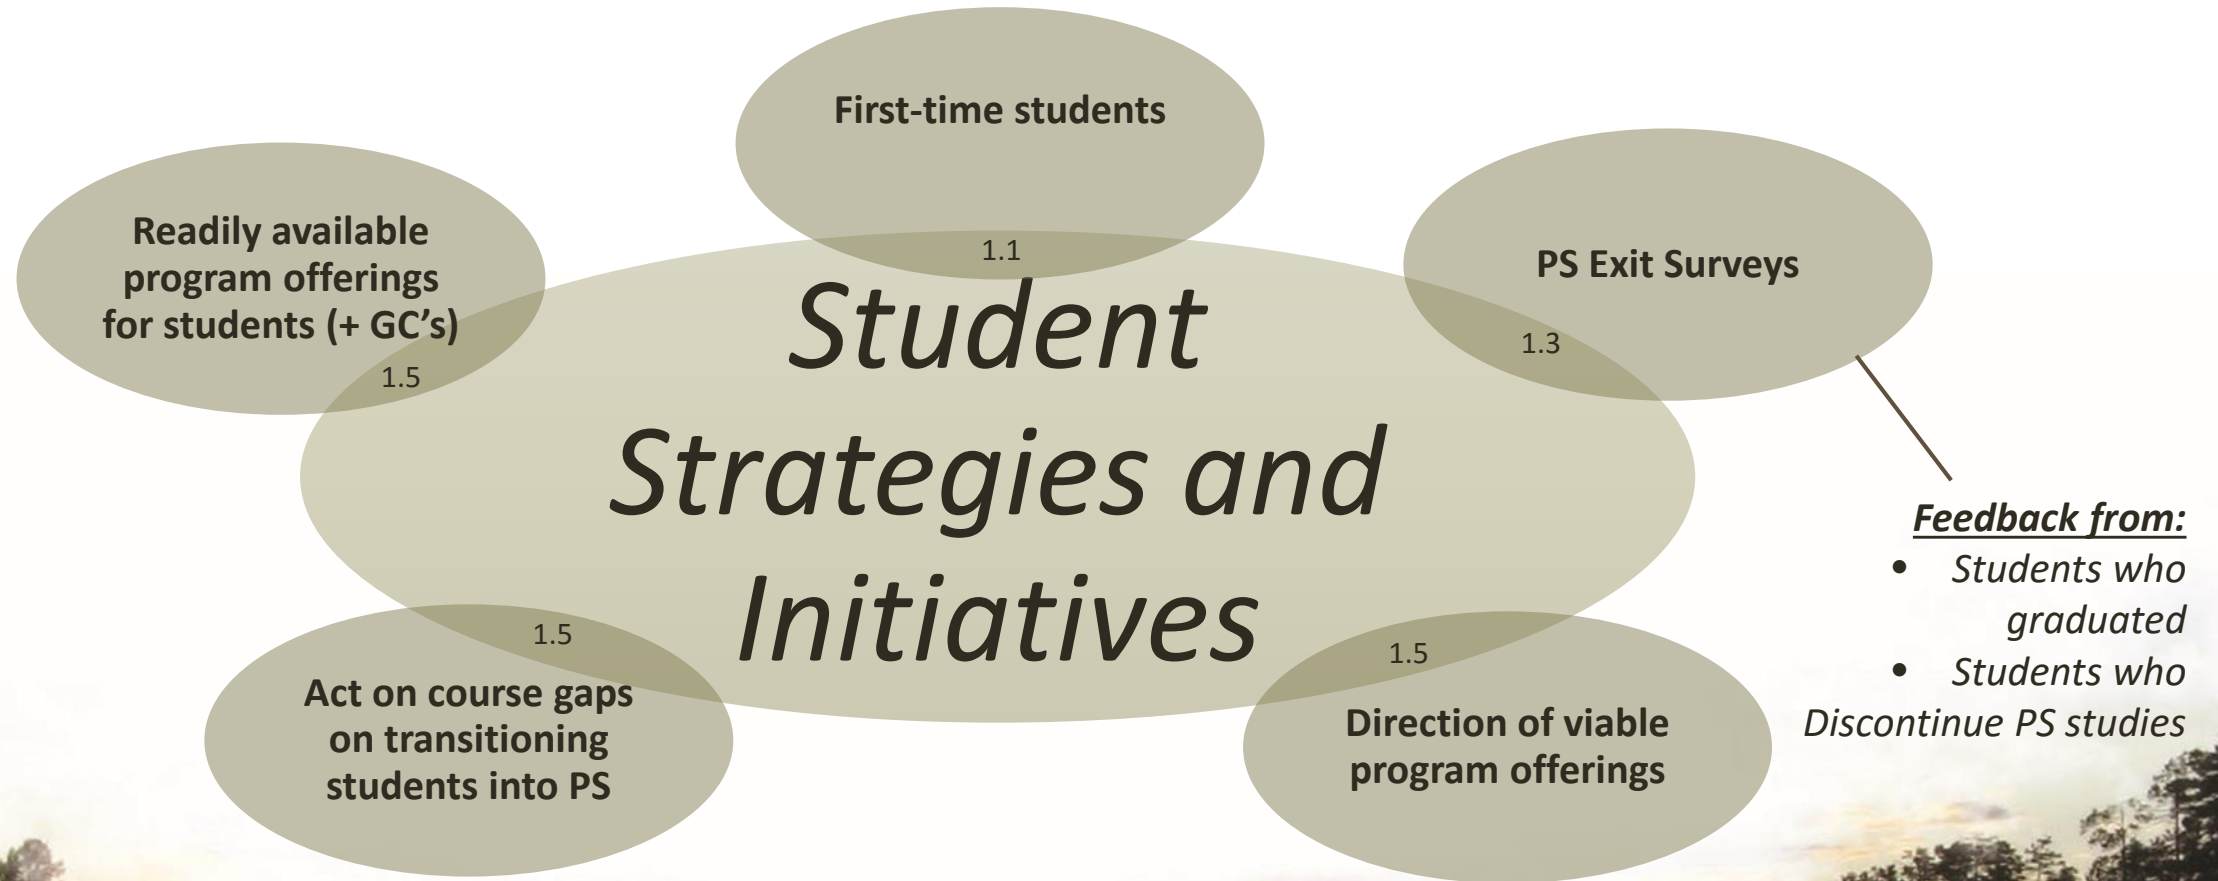 First-time students
1.1
Readily available
program offerings
for students (+ GC’s)
1.5
PS Exit Surveys
1.3
Student
Strategies and
Initiatives
Feedback from:
• Students who
graduated
• Students who
Discontinue PS studies
1.5
Act on course gaps
on transitioning
students into PS
1.5
Direction of viable
program offerings